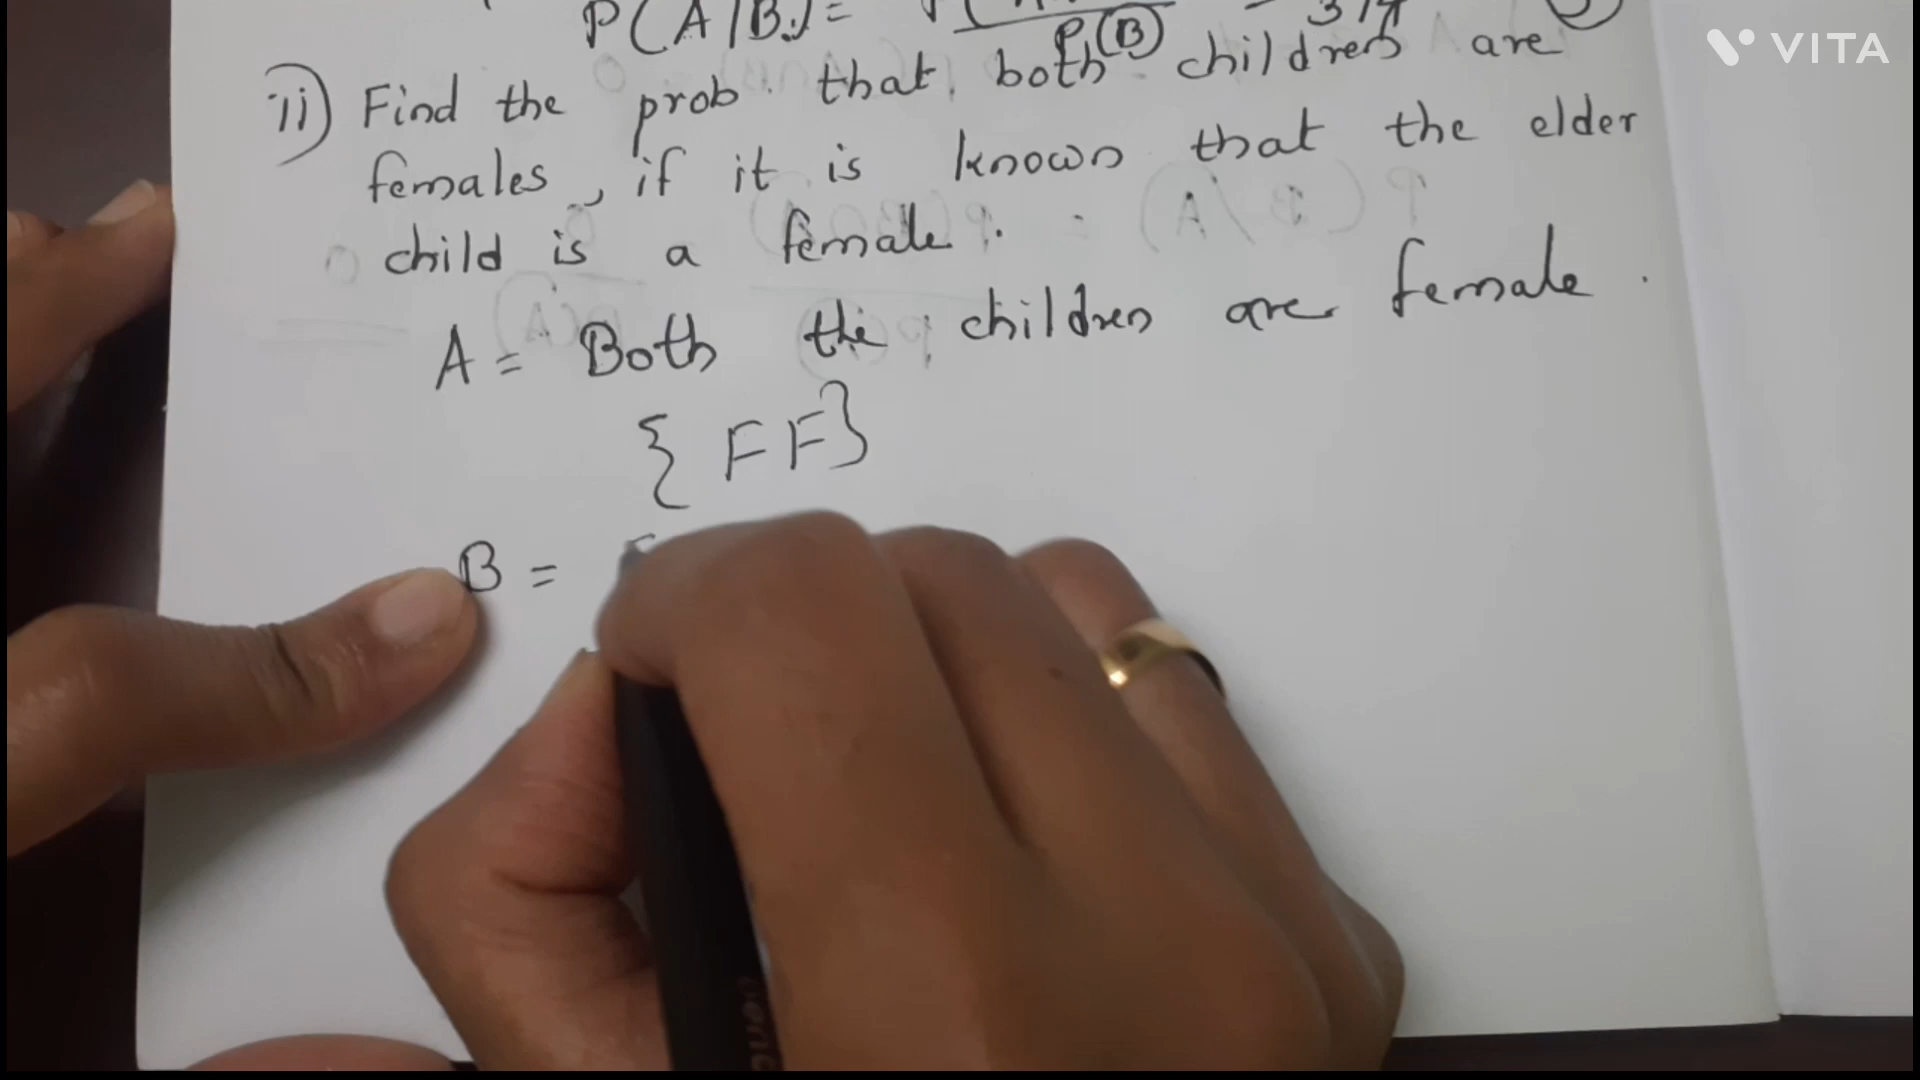 P(A/B) =
P(B)
ii) Find the prob. that both children are
females, if it is known that the elder
child is a female.
A = Both the children are female.
{FF}
B =
VITA